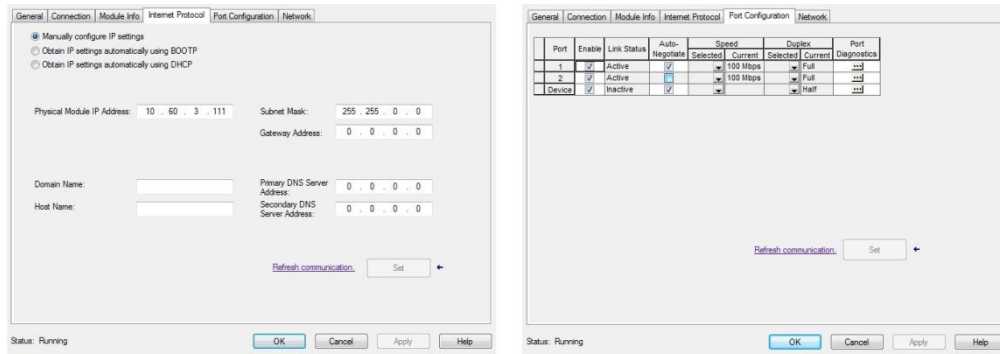 General Connection Module Info Internet Protocol Port Configuration Network
Manually configure IP settings
Obtain IP settings automatically using BOOTP
Obtain IP settings automatically using DHCP
Physical Module IP Address: 10 . 60 . 3 . 111 Subnet Mask: 255 . 255 . 0 . 0
Gateway Address: 0 . 0 . 0 . 0
Domain Name: Primary DNS Server Address: 0 . 0 . 0 . 0
Host Name: Secondary DNS Server Address: 0 . 0 . 0 . 0
Refresh communication. Set
Status: Running OK Cancel Apply Help
General Connection Module Info Internet Protocol Port Configuration Network
Port Enable Link Status Auto-Negotiate Speed Selected Current Duplex Selected Current Port Diagnostics
1 Active 100 Mbps Full ...
2 Active 100 Mbps Full ...
Device Inactive Half ...
Refresh communication. Set
Status: Running OK Cancel Apply Help